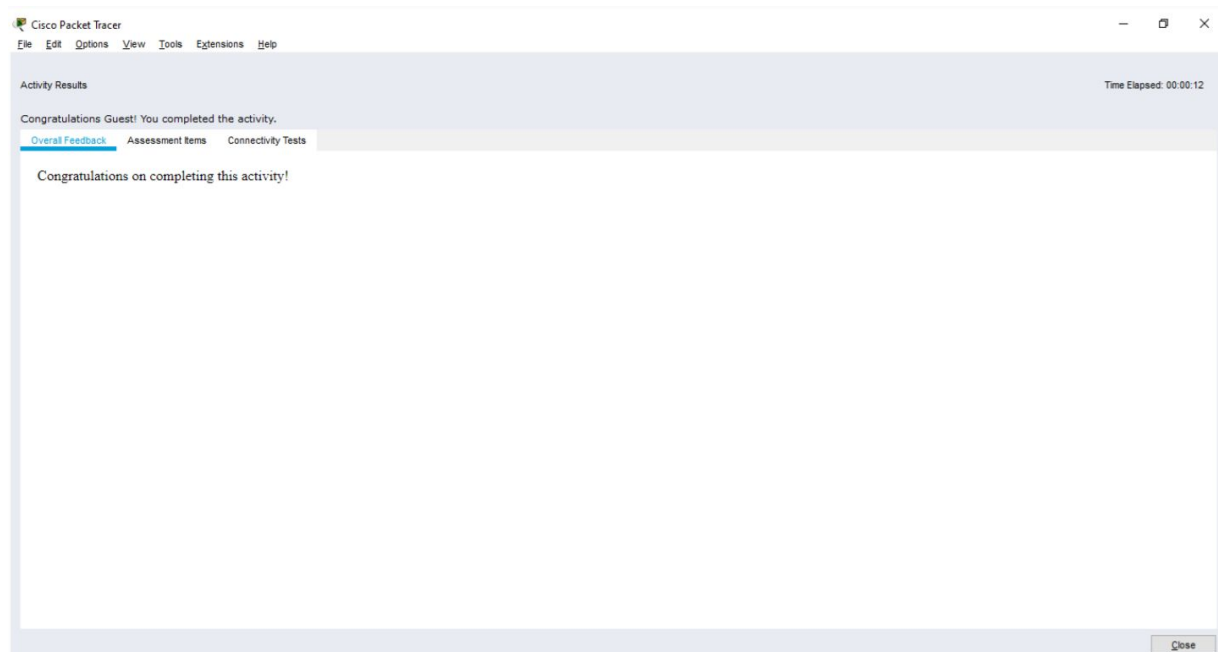 Cisco Packet Tracer
File Edit Options View Tools Extensions Help
Activity Results Time Elapsed: 00:00:12
Congratulations Guest! You completed the activity.
Overall Feedback Assessment Items Connectivity Tests
Congratulations on completing this activity!
Close